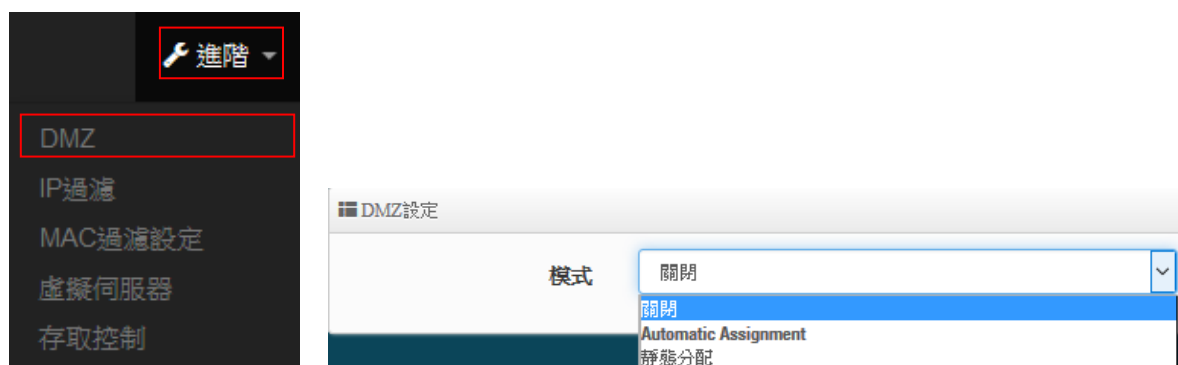 進階
DMZ
IP過濾
MAC過濾設定
虛擬伺服器
存取控制
DMZ設定
模式
關閉
關閉
Automatic Assignment
靜態分配